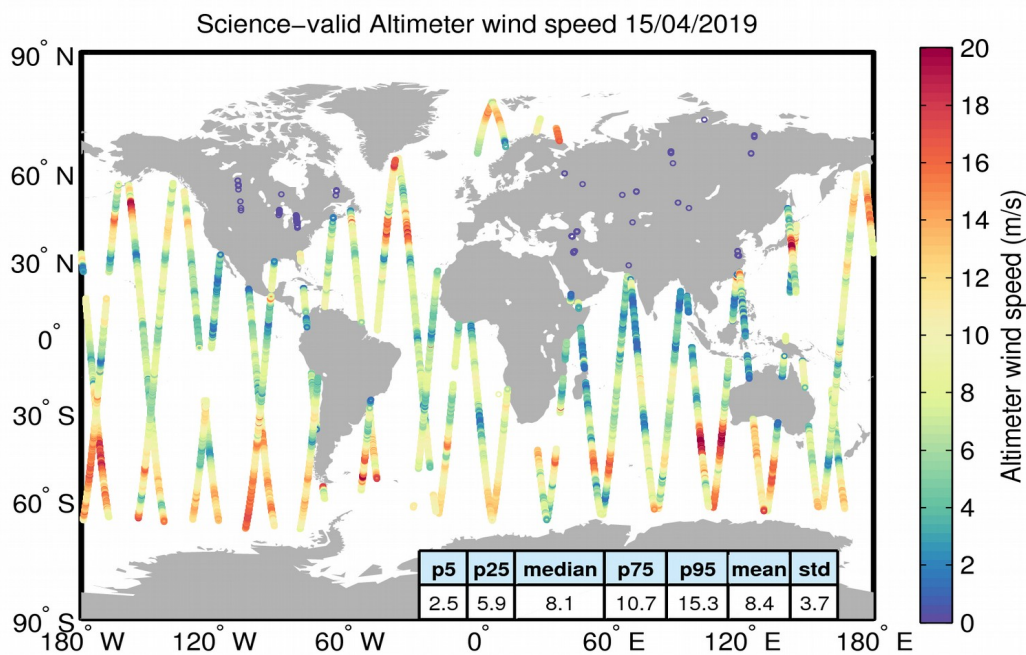 Science-valid Altimeter wind speed 15/04/2019
90° N
60° N
30° N
0°
30° S
60° S
90° S
180° W
120° W
60° W
0°
60° E
120° E
180° E
20
18
16
14
12
10
8
6
4
2
0
Altimeter wind speed (m/s)
p5 p25 median p75 p95 mean std
2.5 5.9 8.1 10.7 15.3 8.4 3.7